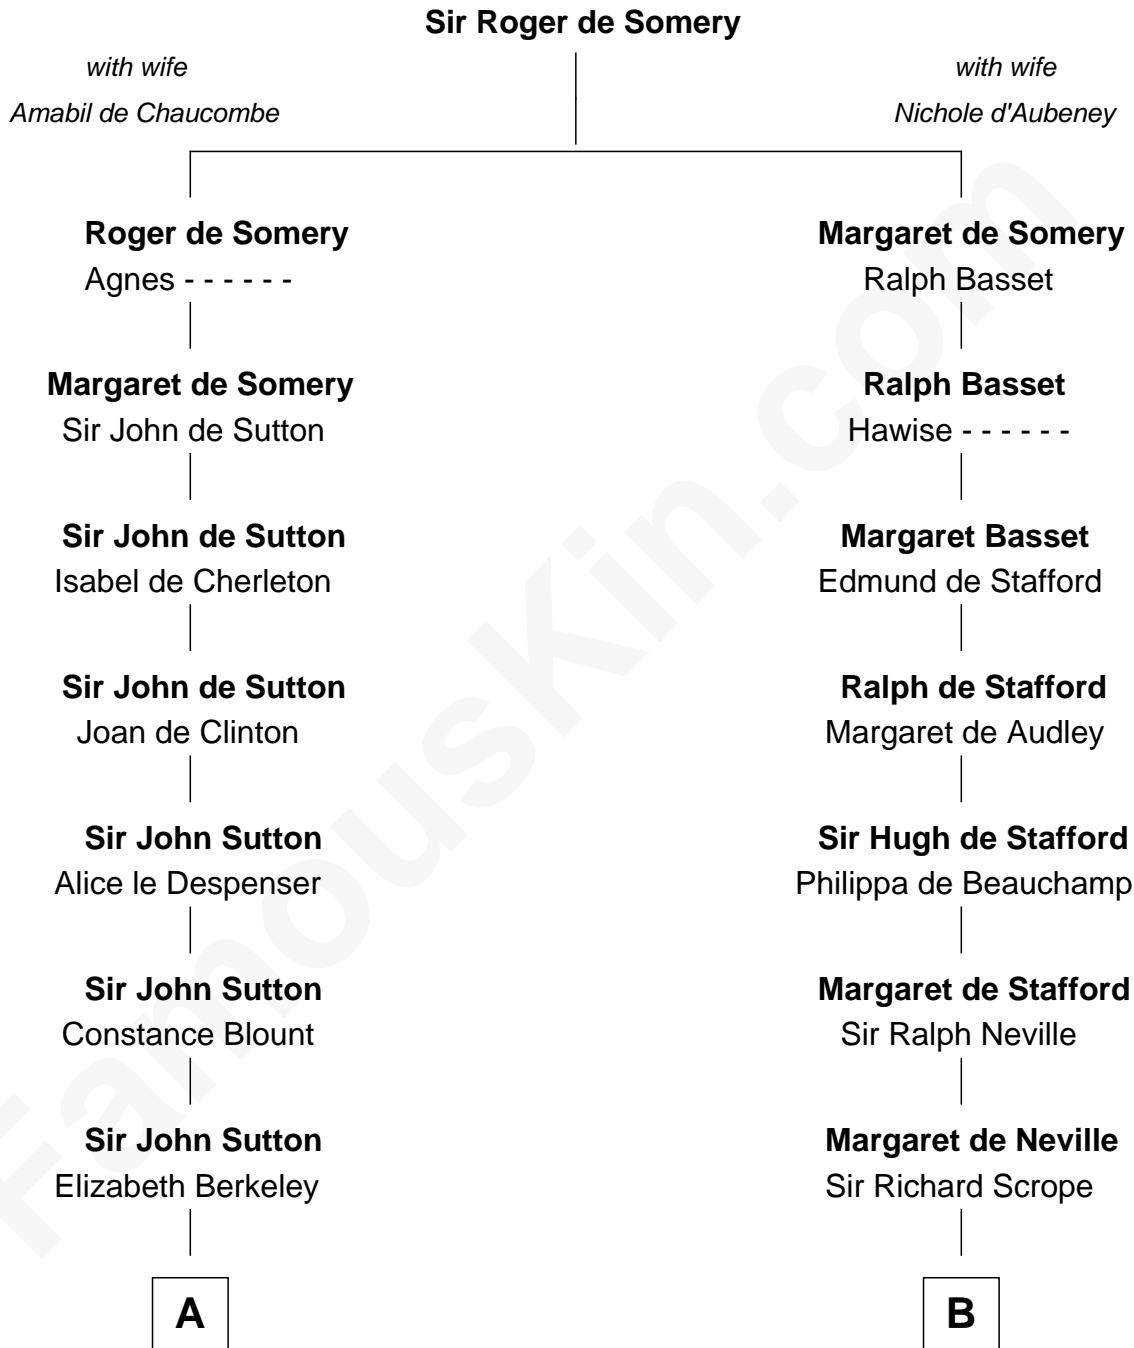 Sir Roger de Somery
with wife
Amabil de Chaucombe
with wife
Nichole d'Aubeney
Roger de Somery
Agnes - - - - - -
Margaret de Somery
Ralph Basset
Margaret de Somery
Sir John de Sutton
Ralph Basset
Hawise - - - - - -
Sir John de Sutton
Isabel de Cherleton
Margaret Basset
Edmund de Stafford
Sir John de Sutton
Joan de Clinton
Ralph de Stafford
Margaret de Audley
Sir John Sutton
Alice le Despenser
Sir Hugh de Stafford
Philippa de Beauchamp
Sir John Sutton
Constance Blount
Margaret de Stafford
Sir Ralph Neville
Sir John Sutton
Elizabeth Berkeley
Margaret de Neville
Sir Richard Scrope
A
B
FamousKin.com